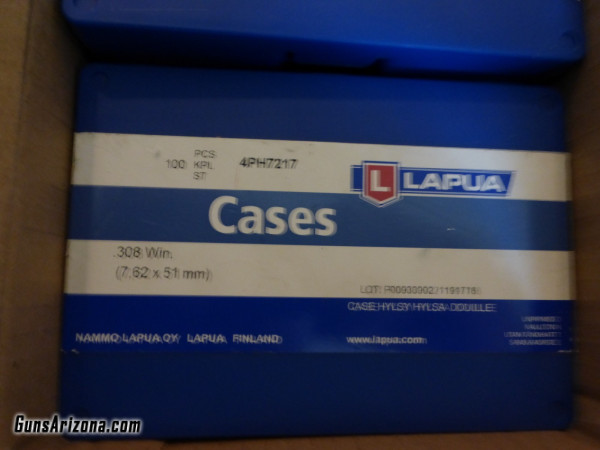 100 PCS
KPL
ST
4PH7217
L LAPUA
Cases
.308 Win.
(7,62 x 51 mm)
CASE HYLSY HYLSA DOUILLE
NAMMO LAPUA OY LAPUA, FINLAND
www.lapua.com
GunsArizona.com